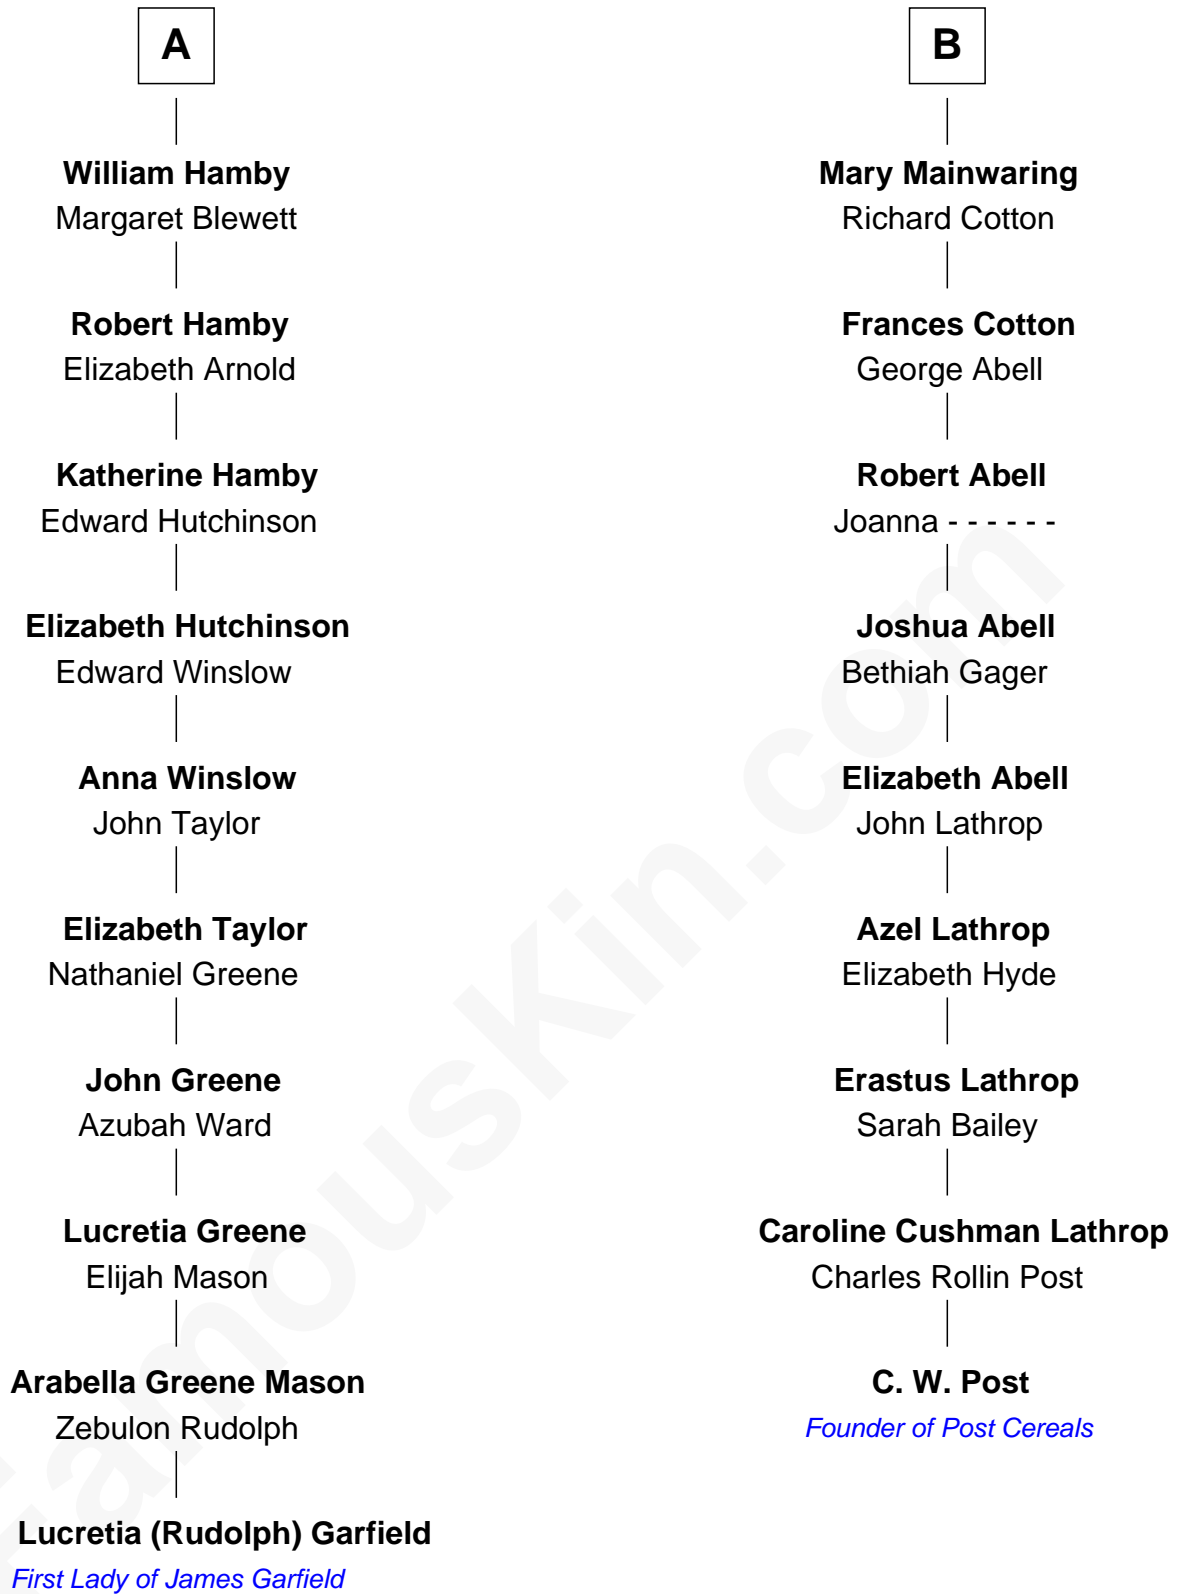 A
William Hamby
Margaret Blewett
Robert Hamby
Elizabeth Arnold
Katherine Hamby
Edward Hutchinson
Elizabeth Hutchinson
Edward Winslow
Anna Winslow
John Taylor
Elizabeth Taylor
Nathaniel Greene
John Greene
Azubah Ward
Lucretia Greene
Elijah Mason
Arabella Greene Mason
Zebulon Rudolph
Lucretia (Rudolph) Garfield
First Lady of James Garfield
B
Mary Mainwaring
Richard Cotton
Frances Cotton
George Abell
Robert Abell
Joanna - - - - - -
Joshua Abell
Bethiah Gager
Elizabeth Abell
John Lathrop
Azel Lathrop
Elizabeth Hyde
Erastus Lathrop
Sarah Bailey
Caroline Cushman Lathrop
Charles Rollin Post
C. W. Post
Founder of Post Cereals
FamousKin.com